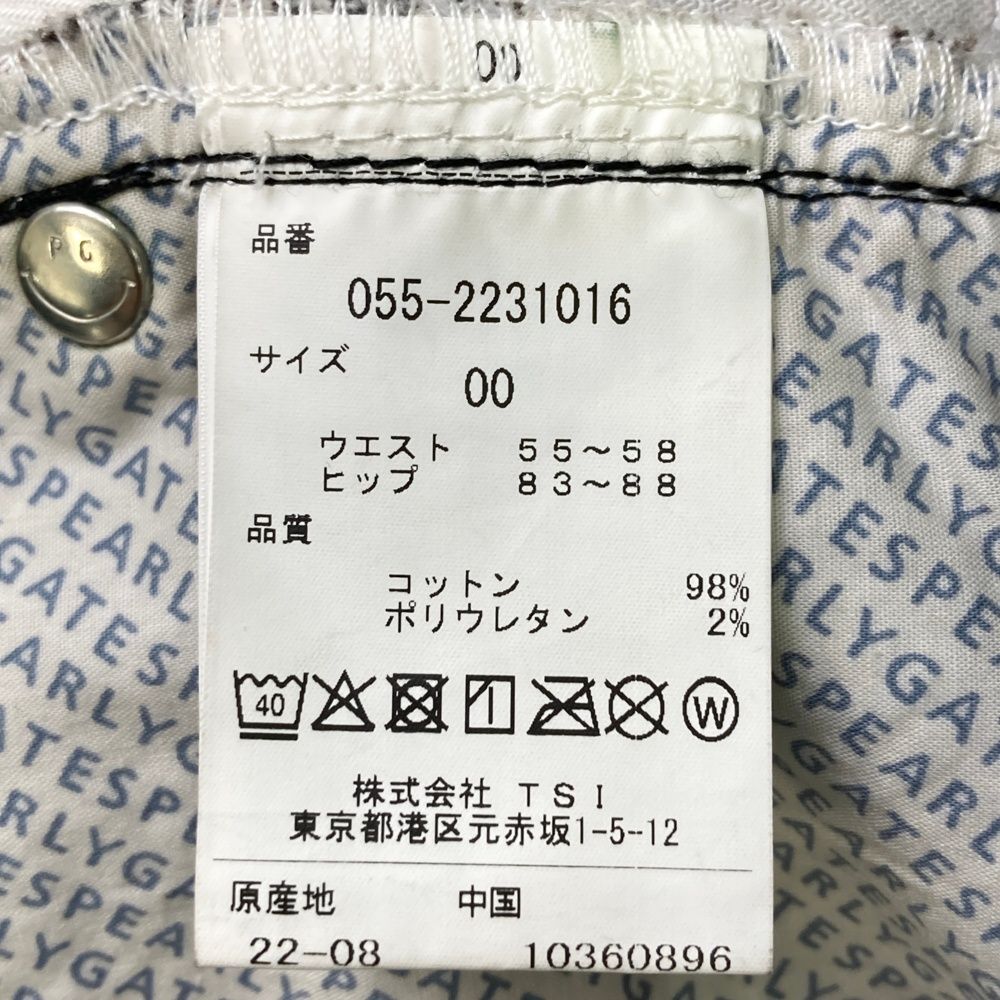 00
P G
品番
055-2231016
サイズ
00
ウエスト 55～58
ヒップ 83～88
品質
コットン 98%
ポリウレタン 2%
40
W
株式会社 TSI
東京都港区元赤坂1-5-12
原産地 中国
22-08 10360896
PEARLYGATES